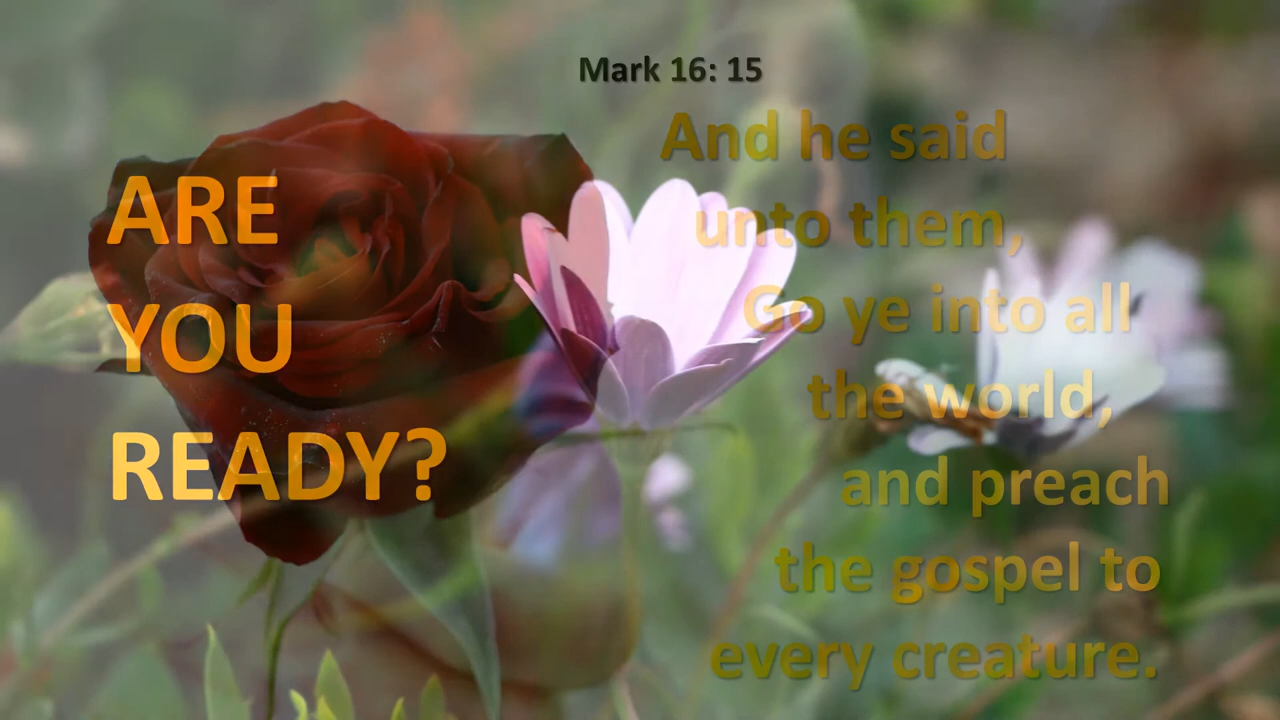 Mark 16: 15
And he said
unto them,
Go ye into all
the world,
and preach
the gospel to
every creature.
ARE
YOU
READY?